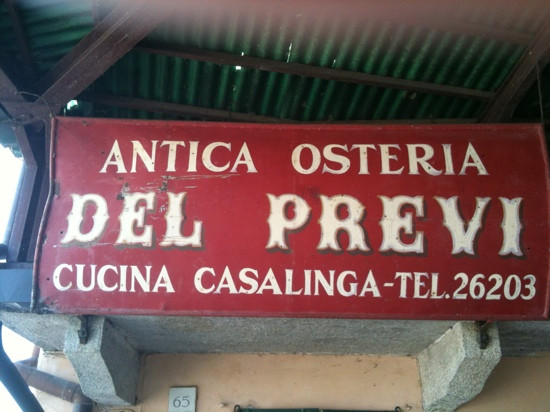 ANTICA OSTERIA
DEL PREVI
CUCINA CASALINGA-TEL.26203
65